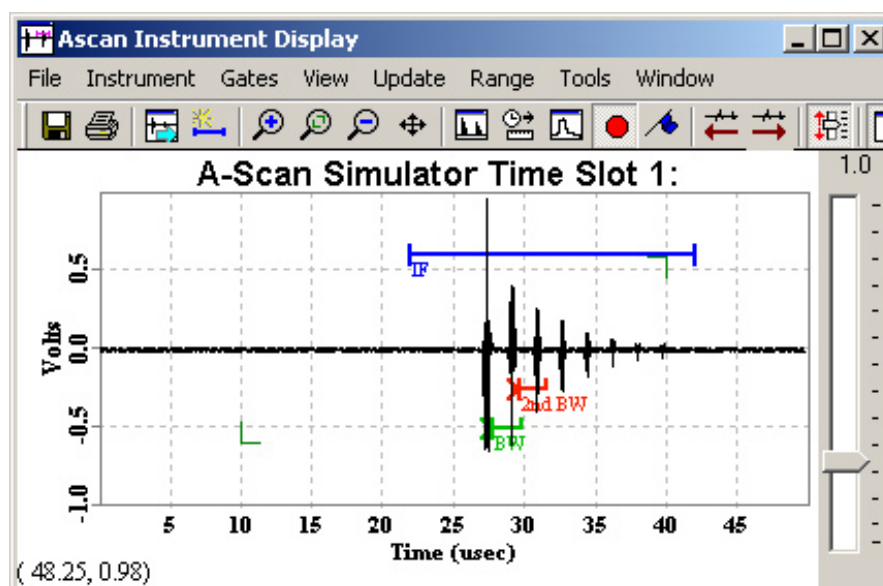 Ascan Instrument Display
File Instrument Gates View Update Range Tools Window
A-Scan Simulator Time Slot 1:
1.0
0.5
0.0
-0.5
-1.0
Volts
IF
2nd BW
BW
5 10 15 20 25 30 35 40 45
Time (usec)
( 48.25, 0.98)